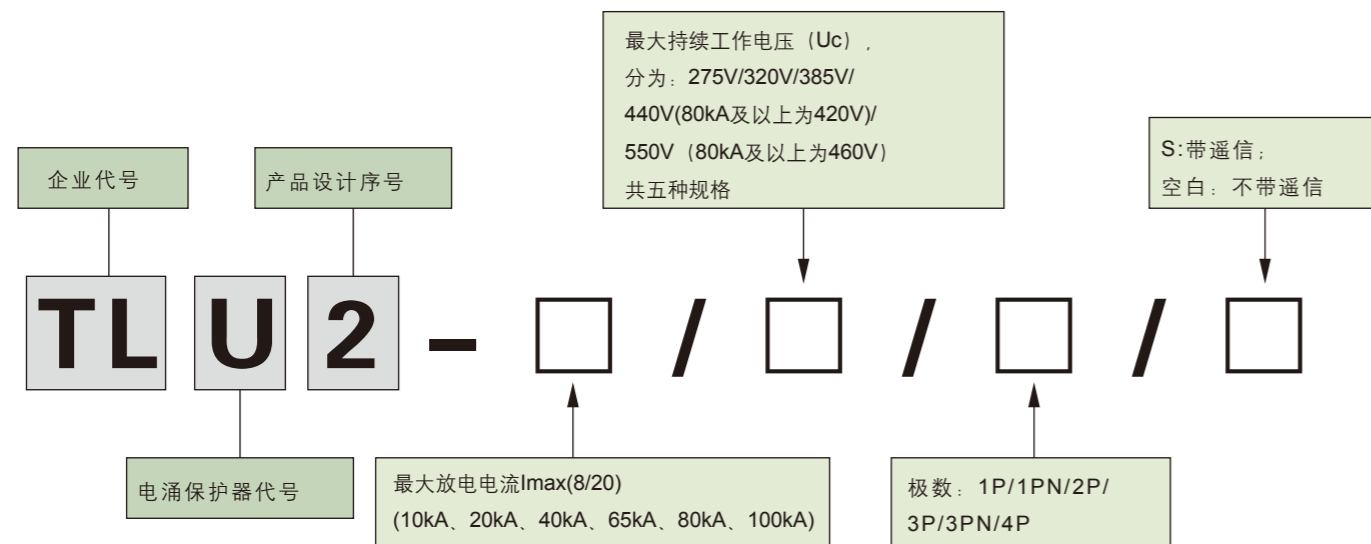 最大持续工作电压（Uc），
分为：275V/320V/385V/
440V(80kA及以上为420V)/
550V（80kA及以上为460V）
共五种规格
S:带遥信；
空白：不带遥信
企业代号
产品设计序号
TL U 2 - □ / □ / □ / □
电涌保护器代号
最大放电电流Imax(8/20)
(10kA、20kA、40kA、65kA、80kA、100kA)
极数：1P/1PN/2P/
3P/3PN/4P